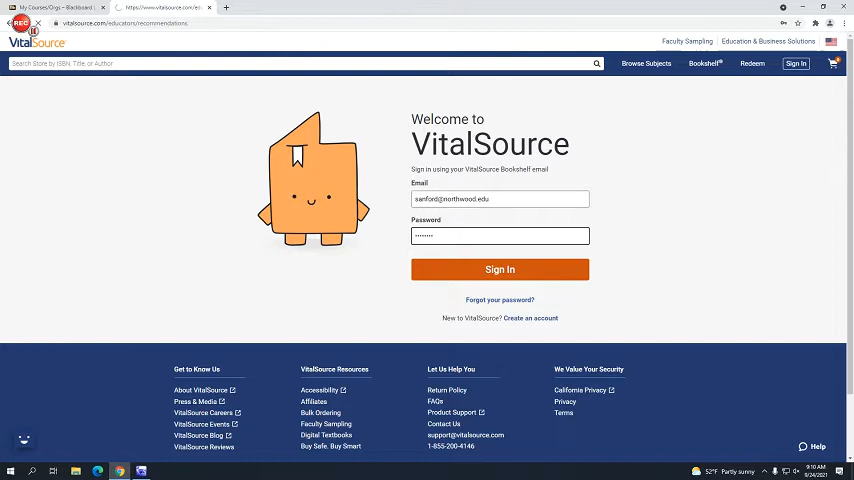 My Courses/Orgs – Blackboard
https://www.vitalsource.com/ed
REC
vitalsource.com/educators/recommendations
VitalSource
Faculty Sampling
Education & Business Solutions
Search Store by ISBN, Title, or Author
Browse Subjects
Bookshelf®
Redeem
Sign In
Welcome to
VitalSource
Sign in using your VitalSource Bookshelf email
Email
sanford@northwood.edu
Password
••••••••
Sign In
Forgot your password?
New to VitalSource? Create an account
Get to Know Us
About VitalSource
Press & Media
VitalSource Careers
VitalSource Events
VitalSource Blog
VitalSource Reviews
VitalSource Resources
Accessibility
Affiliates
Bulk Ordering
Faculty Sampling
Digital Textbooks
Buy Safe. Buy Smart
Let Us Help You
Return Policy
FAQs
Product Support
Contact Us
support@vitalsource.com
1-855-200-4146
We Value Your Security
California Privacy
Privacy
Terms
Help
52°F Partly sunny
9:10 AM
9/24/2021